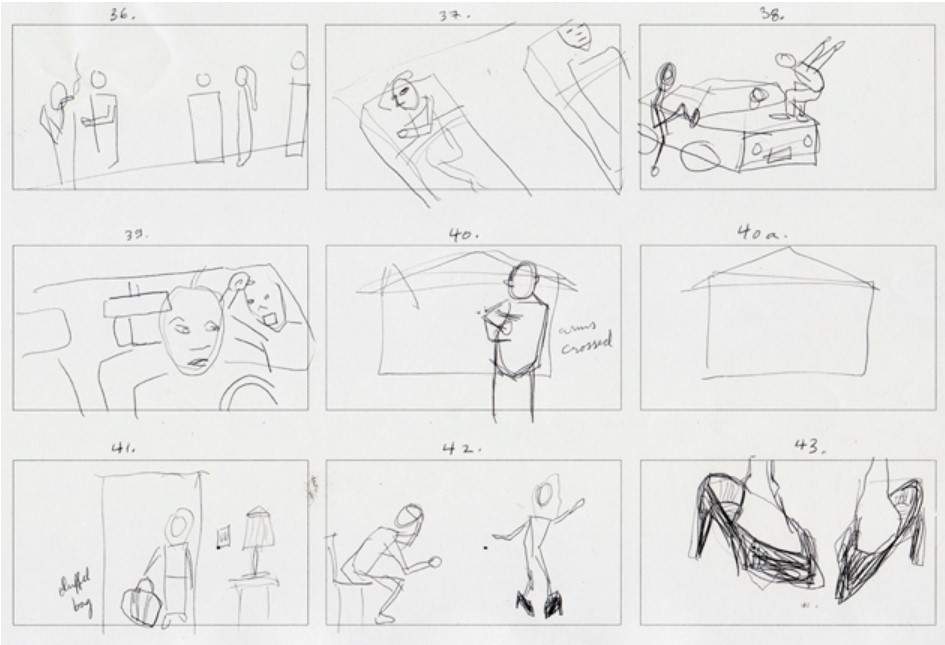 36.
37.
38.
39.
40.
40a.
arms
crossed
41.
42.
43.
duffel
bag